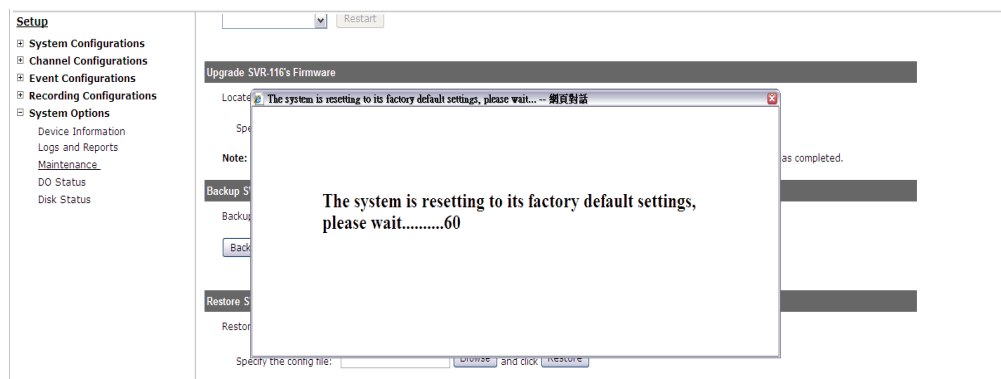 Setup
System Configurations
Channel Configurations
Event Configurations
Recording Configurations
System Options
Device Information
Logs and Reports
Maintenance
DO Status
Disk Status
Restart
Upgrade SVR-116's Firmware
Locate
Note:
as completed.
Restore
The system is resetting to its factory default settings, please wait... -- 網頁對話
The system is resetting to its factory default settings,
please wait..........60
Specify the config file: Browse and click Restore